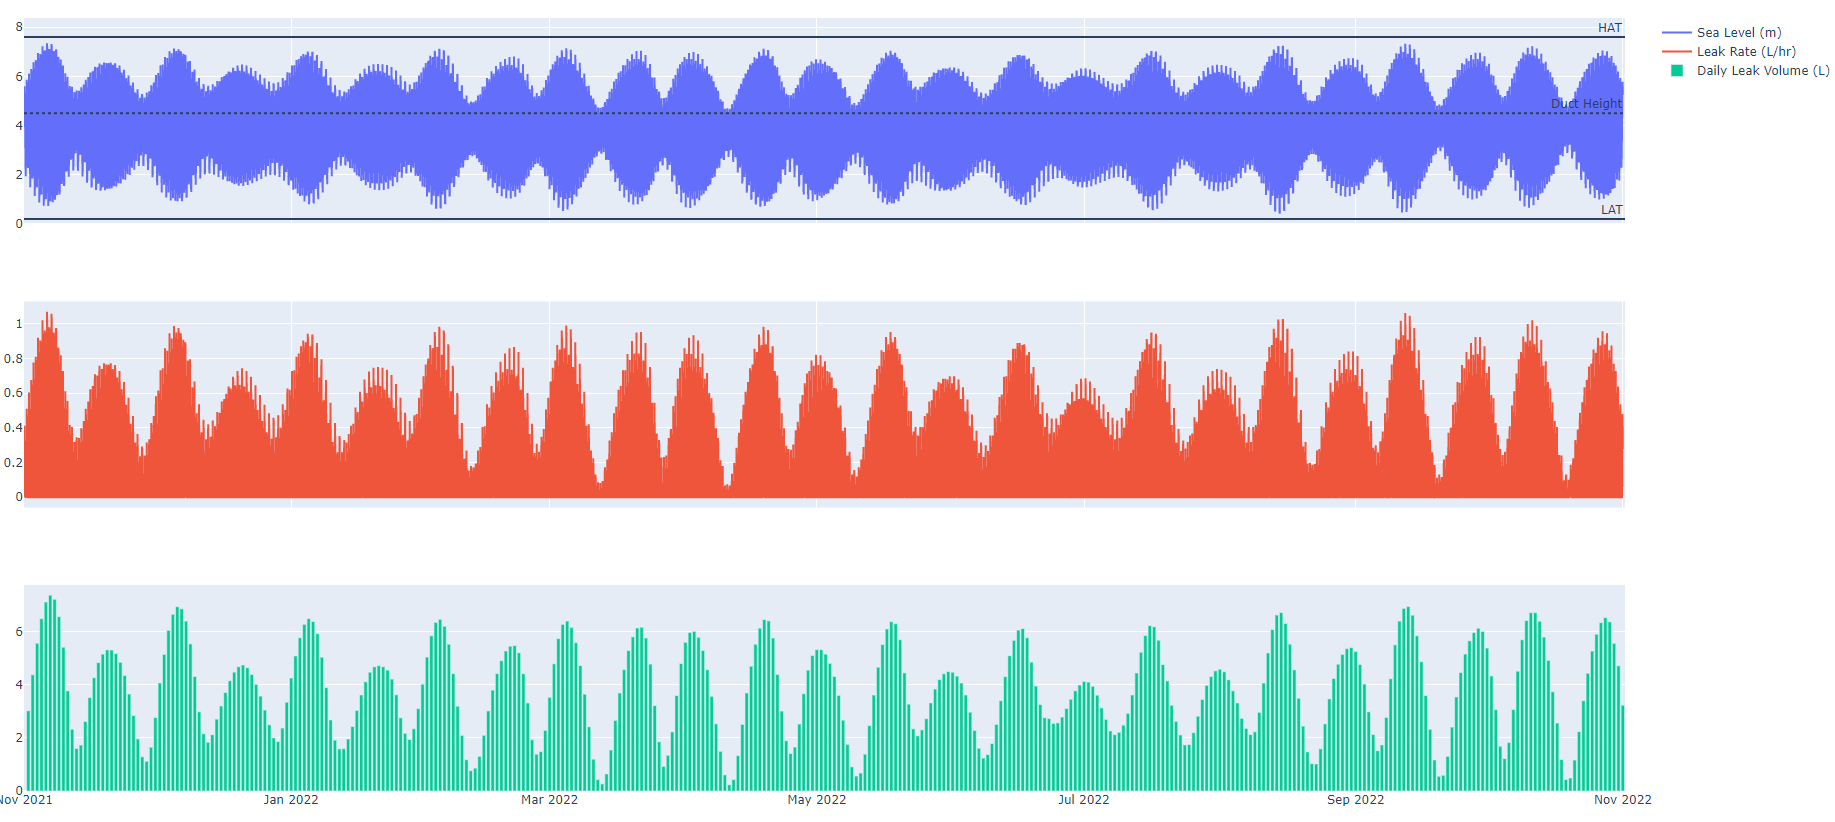 8
6
4
2
0
HAT
Duct Height
LAT
Sea Level (m)
Leak Rate (L/hr)
Daily Leak Volume (L)
1
0.8
0.6
0.4
0.2
0
6
4
2
0
Nov 2021 Jan 2022 Mar 2022 May 2022 Jul 2022 Sep 2022 Nov 2022